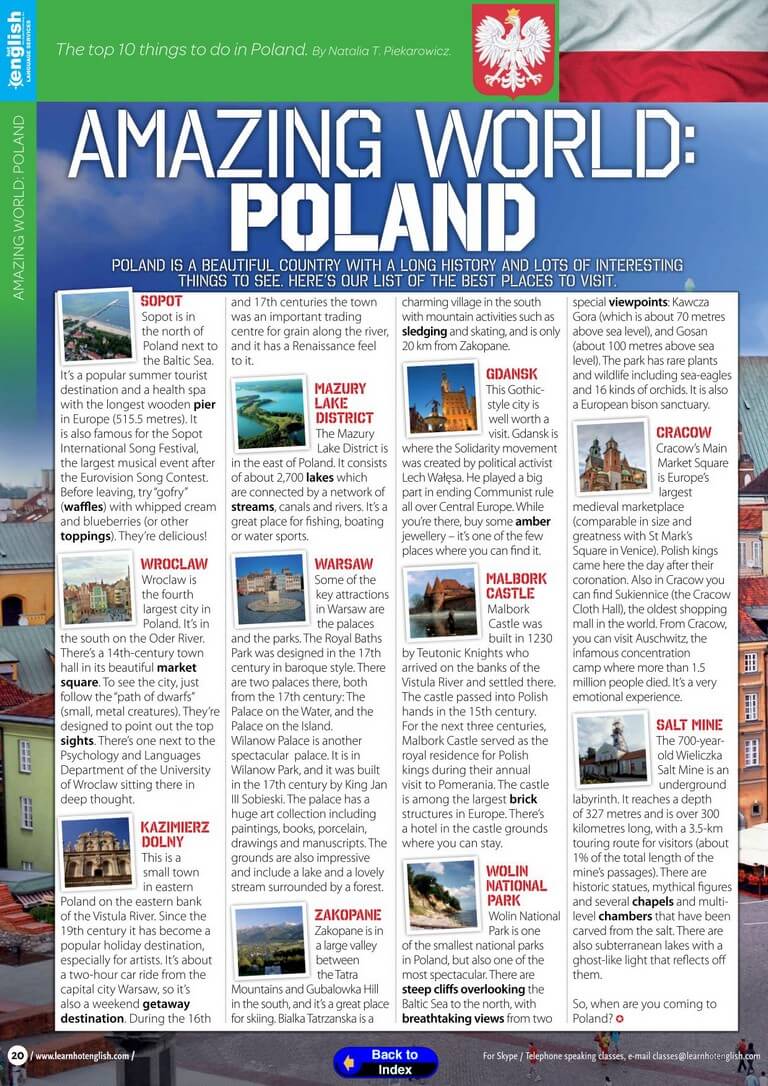 Hot
english
LANGUAGE SERVICES
The top 10 things to do in Poland. By Natalia T. Piekarowicz.
AMAZING WORLD: POLAND
AMAZING WORLD:
POLAND
POLAND IS A BEAUTIFUL COUNTRY WITH A LONG HISTORY AND LOTS OF INTERESTING
THINGS TO SEE. HERE'S OUR LIST OF THE BEST PLACES TO VISIT.
SOPOT
Sopot is in
the north of
Poland next to
the Baltic Sea.
It's a popular summer tourist
destination and a health spa
with the longest wooden pier
in Europe (515.5 metres). It
is also famous for the Sopot
International Song Festival,
the largest musical event after
the Eurovision Song Contest.
Before leaving, try "gofry"
(waffles) with whipped cream
and blueberries (or other
toppings). They're delicious!
WROCLAW
Wroclaw is
the fourth
largest city in
Poland. It's in
the south on the Oder River.
There's a 14th-century town
hall in its beautiful market
square. To see the city, just
follow the "path of dwarfs"
(small, metal creatures). They're
designed to point out the top
sights. There's one next to the
Psychology and Languages
Department of the University
of Wroclaw sitting there in
deep thought.
KAZIMIERZ
DOLNY
This is a
small town
in eastern
Poland on the eastern bank
of the Vistula River. Since the
19th century it has become a
popular holiday destination,
especially for artists. It's about
a two-hour car ride from the
capital city Warsaw, so it's
also a weekend getaway
destination. During the 16th
and 17th centuries the town
was an important trading
centre for grain along the river,
and it has a Renaissance feel
to it.
MAZURY
LAKE
DISTRICT
The Mazury
Lake District is
in the east of Poland. It consists
of about 2,700 lakes which
are connected by a network of
streams, canals and rivers. It's a
great place for fishing, boating
or water sports.
WARSAW
Some of the
key attractions
in Warsaw are
the palaces
and the parks. The Royal Baths
Park was designed in the 17th
century in baroque style. There
are two palaces there, both
from the 17th century: The
Palace on the Water, and the
Palace on the Island.
Wilanow Palace is another
spectacular palace. It is in
Wilanow Park, and it was built
in the 17th century by King Jan
III Sobieski. The palace has a
huge art collection including
paintings, books, porcelain,
drawings and manuscripts. The
grounds are also impressive
and include a lake and a lovely
stream surrounded by a forest.
ZAKOPANE
Zakopane is in
a large valley
between
the Tatra
Mountains and Gubalowka Hill
in the south, and it's a great place
for skiing. Bialka Tatrzanska is a
charming village in the south
with mountain activities such as
sledging and skating, and is only
20 km from Zakopane.
GDANSK
This Gothic-
style city is
well worth a
visit. Gdansk is
where the Solidarity movement
was created by political activist
Lech Wałęsa. He played a big
part in ending Communist rule
all over Central Europe. While
you're there, buy some amber
jewellery – it's one of the few
places where you can find it.
MALBORK
CASTLE
Malbork
Castle was
built in 1230
by Teutonic Knights who
arrived on the banks of the
Vistula River and settled there.
The castle passed into Polish
hands in the 15th century.
For the next three centuries,
Malbork Castle served as the
royal residence for Polish
kings during their annual
visit to Pomerania. The castle
is among the largest brick
structures in Europe. There's
a hotel in the castle grounds
where you can stay.
WOLIN
NATIONAL
PARK
Wolin National
Park is one
of the smallest national parks
in Poland, but also one of the
most spectacular. There are
steep cliffs overlooking the
Baltic Sea to the north, with
breathtaking views from two
special viewpoints: Kawcza
Gora (which is about 70 metres
above sea level), and Gosan
(about 100 metres above sea
level). The park has rare plants
and wildlife including sea-eagles
and 16 kinds of orchids. It is also
a European bison sanctuary.
CRACOW
Cracow's Main
Market Square
is Europe's
largest
medieval marketplace
(comparable in size and
greatness with St Mark's
Square in Venice). Polish kings
came here the day after their
coronation. Also in Cracow you
can find Sukiennice (the Cracow
Cloth Hall), the oldest shopping
mall in the world. From Cracow,
you can visit Auschwitz, the
infamous concentration
camp where more than 1.5
million people died. It's a very
emotional experience.
SALT MINE
The 700-year-
old Wieliczka
Salt Mine is an
underground
labyrinth. It reaches a depth
of 327 metres and is over 300
kilometres long, with a 3.5-km
touring route for visitors (about
1% of the total length of the
mine's passages). There are
historic statues, mythical figures
and several chapels and multi-
level chambers that have been
carved from the salt. There are
also subterranean lakes with a
ghost-like light that reflects off
them.
So, when are you coming to
Poland?
20 / www.learnhotenglish.com /
Back to
Index
For Skype / Telephone speaking classes, e-mail classes@learnhotenglish.com